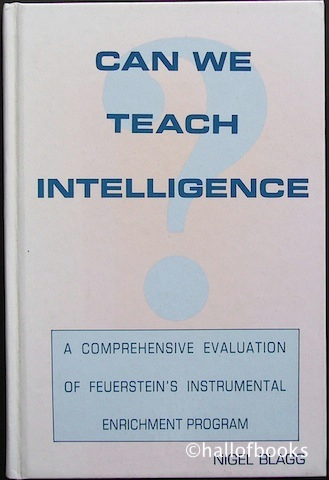 CAN WE
TEACH
INTELLIGENCE
?
A COMPREHENSIVE EVALUATION
OF FEUERSTEIN'S INSTRUMENTAL
ENRICHMENT PROGRAM
©hallofbooks
NIGEL BLAGG